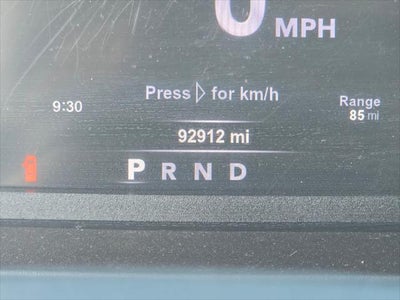 0 MPH
Press ▷ for km/h
9:30
Range
85 mi
92912 mi
P R N D